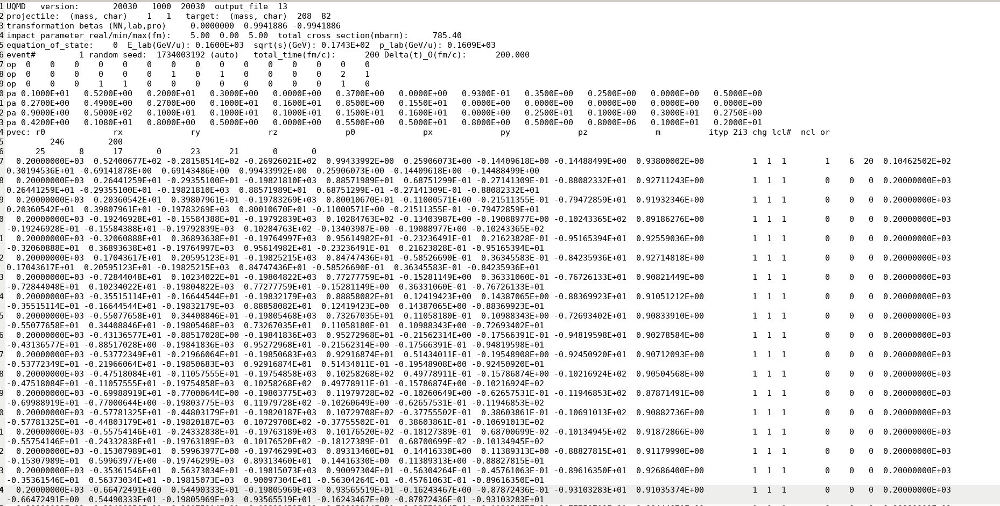 1 UQMD   version:       20030   1000  20030  output_file  13
2 projectile:  (mass, char)    1   1   target:  (mass, char)  208  82
3 transformation betas (NN,lab,pro)     0.0000000  0.9941886 -0.9941886
4 impact_parameter_real/min/max(fm):    5.00  0.00  5.00  total_cross_section(mbarn):     785.40
5 equation_of_state:    0  E_lab(GeV/u): 0.1600E+03  sqrt(s)(GeV): 0.1743E+02  p_lab(GeV/u): 0.1609E+03
6 event#         1 random seed:  1734003192 (auto)   total_time(fm/c):      200 Delta(t)_O(fm/c):      200.000
7 op  0    0    0    0    0    0    0    0    0    0    0    0    0    0    0
8 op  0    0    0    0    0    0    1    0    1    0    0    0    0    2    1
9 op  0    0    0    1    1    0    0    0    0    0    0    0    0    1    0
0 pa 0.1000E+01   0.5200E+00   0.2000E+01   0.3000E+00   0.0000E+00   0.3700E+00   0.0000E+00   0.9300E-01   0.3500E+00   0.2500E+00   0.0000E+00   0.5000E+00
1 pa 0.2700E+00   0.4900E+00   0.2700E+00   0.1000E+01   0.1600E+01   0.8500E+00   0.1550E+01   0.0000E+00   0.0000E+00   0.0000E+00   0.0000E+00   0.0000E+00
2 pa 0.9000E+00   0.5000E+02   0.1000E+01   0.1000E+01   0.1000E+01   0.1500E+01   0.1600E+01   0.0000E+00   0.2500E+01   0.1000E+00   0.3000E+01   0.2750E+00
3 pa 0.4200E+00   0.1080E+01   0.8000E+00   0.5000E+00   0.0000E+00   0.5500E+00   0.5000E+01   0.8000E+00   0.5000E+00   0.8000E+06   0.1000E+01   0.2000E+01
4 pvec: r0              rx              ry              rz              p0              px              py              pz              m          ityp 2i3 chg lcl#  ncl or
5          246         200
6       25       8      17       0      23      21       0       0
7   0.20000000E+03  0.52400677E+02 -0.28158514E+02 -0.26926021E+02  0.99433992E+00  0.25906073E+00 -0.14409618E+00 -0.14488499E+00  0.93800002E+00          1  1  1        1    6  20  0.10462502E+02
0.30194536E+01 -0.69141878E+00  0.69143486E+00  0.99433992E+00  0.25906073E+00 -0.14409618E+00 -0.14488499E+00
8   0.20000000E+03  0.26441259E+01 -0.29355100E+01 -0.19821810E+03  0.88571989E+01  0.68751299E-01 -0.27141309E-01 -0.88082332E+01  0.92711243E+00          1  1  1        0    0   0  0.20000000E+03
0.26441259E+01 -0.29355100E+01 -0.19821810E+03  0.88571989E+01  0.68751299E-01 -0.27141309E-01 -0.88082332E+01
9   0.20000000E+03  0.20360542E+01  0.39807961E+01 -0.19783269E+03  0.80010670E+01 -0.11000571E+00 -0.21511355E-01 -0.79472859E+01  0.91932346E+00          1  1  1        0    0   0  0.20000000E+03
0.20360542E+01  0.39807961E+01 -0.19783269E+03  0.80010670E+01 -0.11000571E+00 -0.21511355E-01 -0.79472859E+01
0   0.20000000E+03 -0.19246928E+01 -0.15584388E+01 -0.19792839E+03  0.10284763E+02 -0.13403987E+00 -0.19088977E+00 -0.10243365E+02  0.89186276E+00          1  1  1        0    0   0  0.20000000E+03
-0.19246928E+01 -0.15584388E+01 -0.19792839E+03  0.10284763E+02 -0.13403987E+00 -0.19088977E+00 -0.10243365E+02
1   0.20000000E+03 -0.32060888E+01  0.36893638E+01 -0.19764997E+03  0.95614982E+01 -0.23236491E-01  0.21623828E-01 -0.95165394E+01  0.92559036E+00          1  1  1        0    0   0  0.20000000E+03
-0.32060888E+01  0.36893638E+01 -0.19764997E+03  0.95614982E+01 -0.23236491E-01  0.21623828E-01 -0.95165394E+01
2   0.20000000E+03  0.17043617E+01  0.20595123E+01 -0.19825215E+03  0.84747436E+01 -0.58526690E-01  0.36345583E-01 -0.84235936E+01  0.92714818E+00          1  1  1        0    0   0  0.20000000E+03
0.17043617E+01  0.20595123E+01 -0.19825215E+03  0.84747436E+01 -0.58526690E-01  0.36345583E-01 -0.84235936E+01
3   0.20000000E+03 -0.72844048E+01  0.10234022E+01 -0.19804822E+03  0.77277759E+01 -0.15281149E+00  0.36331060E-01 -0.76726133E+01  0.90821449E+00          1  1  1        0    0   0  0.20000000E+03
-0.72844048E+01  0.10234022E+01 -0.19804822E+03  0.77277759E+01 -0.15281149E+00  0.36331060E-01 -0.76726133E+01
4   0.20000000E+03 -0.35515114E+01 -0.16644544E+01 -0.19832179E+03  0.88858082E+01  0.12419423E+00  0.14387065E+00 -0.88369923E+01  0.91051212E+00          1  1  1        0    0   0  0.20000000E+03
-0.35515114E+01 -0.16644544E+01 -0.19832179E+03  0.88858082E+01  0.12419423E+00  0.14387065E+00 -0.88369923E+01
5   0.20000000E+03 -0.55077658E+01  0.34408846E+01 -0.19805468E+03  0.73267035E+01  0.11058180E-01  0.10988343E+00 -0.72693402E+01  0.90833910E+00          1  1  1        0    0   0  0.20000000E+03
-0.55077658E+01  0.34408846E+01 -0.19805468E+03  0.73267035E+01  0.11058180E-01  0.10988343E+00 -0.72693402E+01
6   0.20000000E+03 -0.43136577E+01 -0.88517028E+00 -0.19841836E+03  0.95272968E+01 -0.21562314E+00 -0.17566391E-01 -0.94819598E+01  0.90278584E+00          1  1  1        0    0   0  0.20000000E+03
-0.43136577E+01 -0.88517028E+00 -0.19841836E+03  0.95272968E+01 -0.21562314E+00 -0.17566391E-01 -0.94819598E+01
7   0.20000000E+03 -0.53772349E+01 -0.21966064E+01 -0.19850683E+03  0.92916874E+01  0.51434011E-01 -0.19548908E+00 -0.92450920E+01  0.90712093E+00          1  1  1        0    0   0  0.20000000E+03
-0.53772349E+01 -0.21966064E+01 -0.19850683E+03  0.92916874E+01  0.51434011E-01 -0.19548908E+00 -0.92450920E+01
8   0.20000000E+03 -0.47518084E+01 -0.11057555E+01 -0.19754858E+03  0.10258268E+02  0.49778911E-01 -0.15786874E+00 -0.10216924E+02  0.90504568E+00          1  1  1        0    0   0  0.20000000E+03
-0.47518084E+01 -0.11057555E+01 -0.19754858E+03  0.10258268E+02  0.49778911E-01 -0.15786874E+00 -0.10216924E+02
9   0.20000000E+03 -0.69988919E+01 -0.77000644E+00 -0.19803775E+03  0.11979728E+02 -0.10260649E+00 -0.62657531E-01 -0.11946853E+02  0.87871491E+00          1  1  1        0    0   0  0.20000000E+03
-0.69988919E+01 -0.77000644E+00 -0.19803775E+03  0.11979728E+02 -0.10260649E+00 -0.62657531E-01 -0.11946853E+02
0   0.20000000E+03 -0.57781325E+01 -0.44803179E+01 -0.19820187E+03  0.10729708E+02 -0.37755502E-01  0.38603861E-01 -0.10691013E+02  0.90882736E+00          1  1  1        0    0   0  0.20000000E+03
-0.57781325E+01 -0.44803179E+01 -0.19820187E+03  0.10729708E+02 -0.37755502E-01  0.38603861E-01 -0.10691013E+02
1   0.20000000E+03 -0.55754146E+01 -0.24332838E+01 -0.19763189E+03  0.10176520E+02 -0.18127389E-01  0.68700699E-02 -0.10134945E+02  0.91872866E+00          1  1  1        0    0   0  0.20000000E+03
-0.55754146E+01 -0.24332838E+01 -0.19763189E+03  0.10176520E+02 -0.18127389E-01  0.68700699E-02 -0.10134945E+02
2   0.20000000E+03 -0.15307989E+01  0.59963977E+00 -0.19746299E+03  0.89313460E+01  0.14416330E+00  0.11389313E+00 -0.88827815E+01  0.91179990E+00          1  1  1        0    0   0  0.20000000E+03
-0.15307989E+01  0.59963977E+00 -0.19746299E+03  0.89313460E+01  0.14416330E+00  0.11389313E+00 -0.88827815E+01
3   0.20000000E+03 -0.35361546E+01  0.56373034E+01 -0.19815073E+03  0.90097304E+01 -0.56304264E-01 -0.45761063E-01 -0.89616350E+01  0.92686400E+00          1  1  1        0    0   0  0.20000000E+03
-0.35361546E+01  0.56373034E+01 -0.19815073E+03  0.90097304E+01 -0.56304264E-01 -0.45761063E-01 -0.89616350E+01
4   0.20000000E+03 -0.66472491E+00  0.54490333E+01 -0.19805969E+03  0.93565519E+01 -0.16243467E+00 -0.87872436E-01 -0.93103283E+01  0.91035374E+00          1  1  1        0    0   0  0.20000000E+03
-0.66472491E+00  0.54490333E+01 -0.19805969E+03  0.93565519E+01 -0.16243467E+00 -0.87872436E-01 -0.93103283E+01